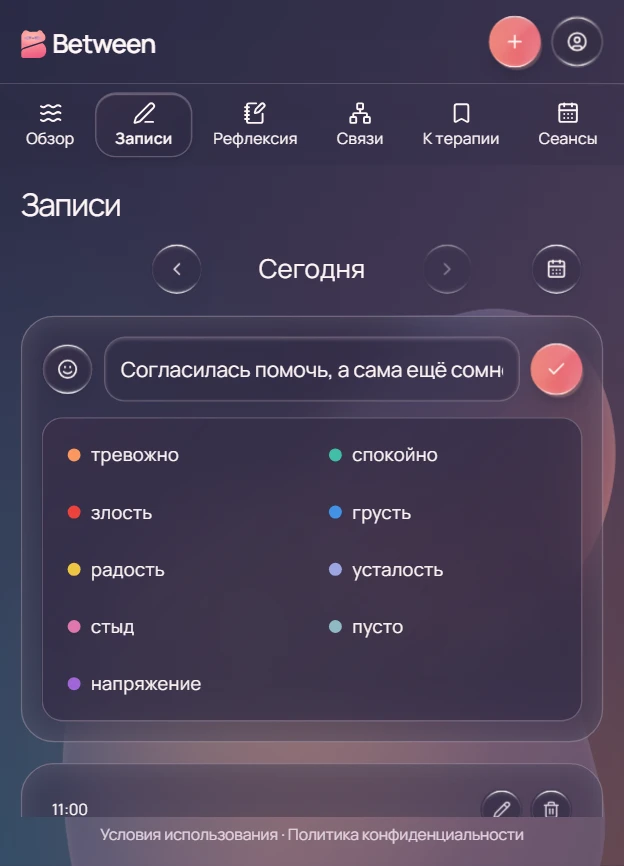 Between
Обзор
Записи
Рефлексия
Связи
К терапии
Сеансы
Записи
Сегодня
Согласилась помочь, а сама ещё
тревожно
спокойно
злость
грусть
радость
усталость
стыд
пусто
напряжение
11:00
Условия использования · Политика конфиденциальности